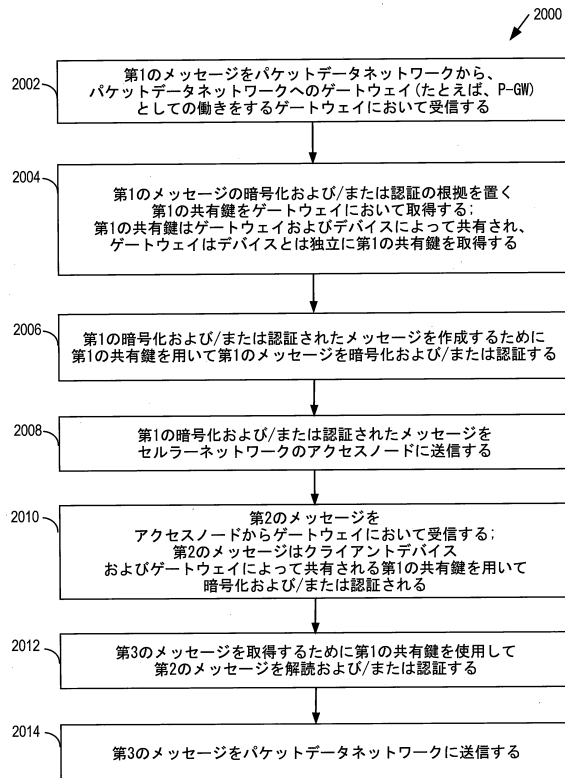 2000
2002
第1のメッセージをパケットデータネットワークから、
パケットデータネットワークへのゲートウェイ(たとえば、P-GW)
としての働きをするゲートウェイにおいて受信する
2004
第1のメッセージの暗号化および/または認証の根拠を置く
第1の共有鍵をゲートウェイにおいて取得する;
第1の共有鍵はゲートウェイおよびデバイスによって共有され、
ゲートウェイはデバイスとは独立に第1の共有鍵を取得する
2006
第1の暗号化および/または認証されたメッセージを作成するために
第1の共有鍵を用いて第1のメッセージを暗号化および/または認証する
2008
第1の暗号化および/または認証されたメッセージを
セルラーネットワークのアクセスノードに送信する
2010
第2のメッセージを
アクセスノードからゲートウェイにおいて受信する;
第2のメッセージはクライアントデバイス
およびゲートウェイによって共有される第1の共有鍵を用いて
暗号化および/または認証される
2012
第3のメッセージを取得するために第1の共有鍵を使用して
第2のメッセージを解読および/または認証する
2014
第3のメッセージをパケットデータネットワークに送信する